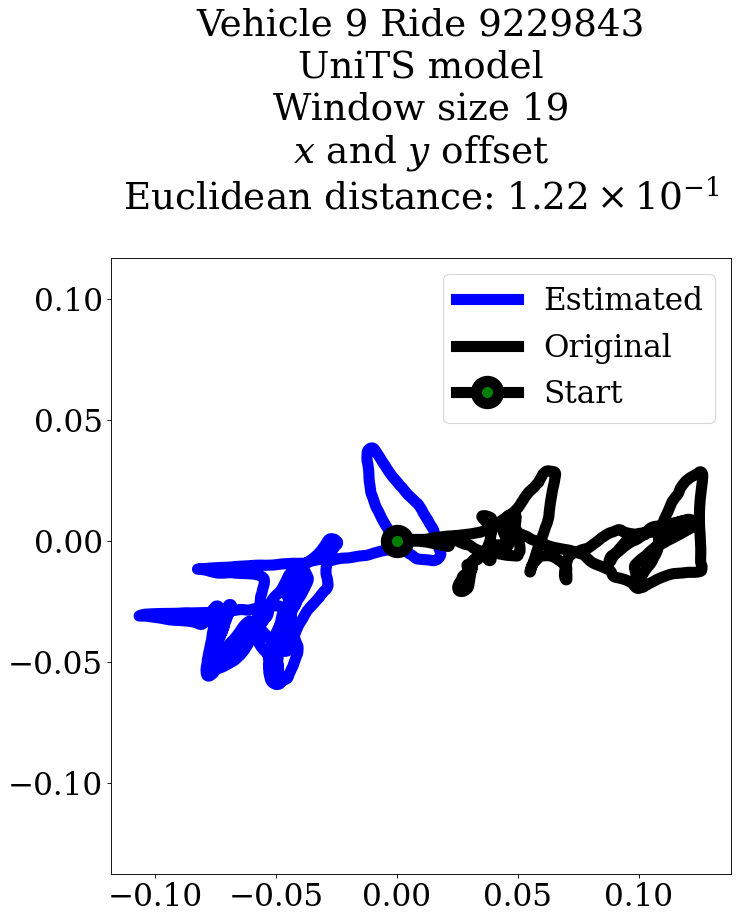 Vehicle 9 Ride 9229843
UniTS model
Window size 19
x and y offset
Euclidean distance: 1.22 × 10⁻¹
Estimated
Original
Start
0.10
0.05
0.00
−0.05
−0.10
−0.10 −0.05 0.00 0.05 0.10